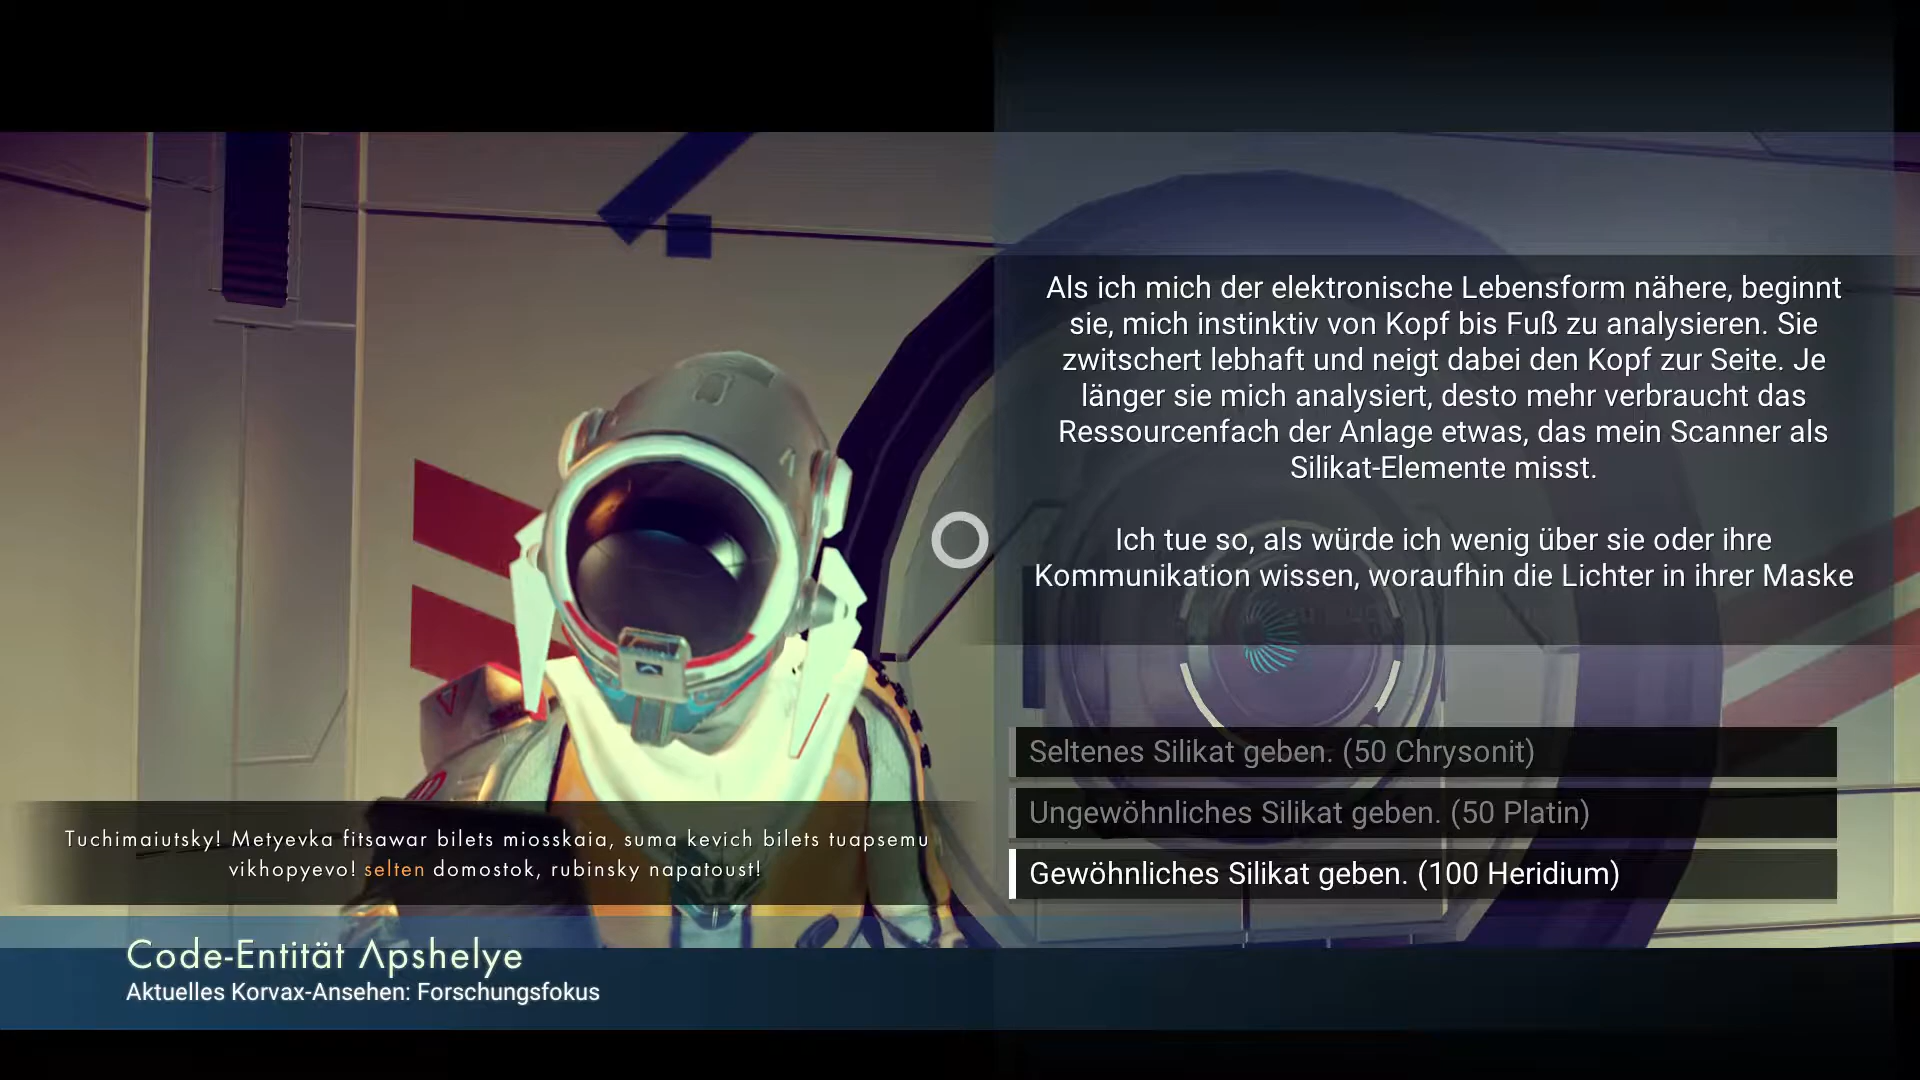 Als ich mich der elektronische Lebensform nähere, beginnt
sie, mich instinktiv von Kopf bis Fuß zu analysieren. Sie
zwitschert lebhaft und neigt dabei den Kopf zur Seite. Je
länger sie mich analysiert, desto mehr verbraucht das
Ressourcenfach der Anlage etwas, das mein Scanner als
Silikat-Elemente misst.
Ich tue so, als würde ich wenig über sie oder ihre
Kommunikation wissen, woraufhin die Lichter in ihrer Maske
Seltenes Silikat geben. (50 Chrysonit)
Ungewöhnliches Silikat geben. (50 Platin)
Gewöhnliches Silikat geben. (100 Heridium)
Tuchimaiutsky! Metyevka fitsawar bilets miosskaia, suma kevich bilets tuapsemu
vikhopyevo! selten domostok, rubinsky napatoust!
Code-Entität Apshelye
Aktuelles Korvax-Ansehen: Forschungsfokus